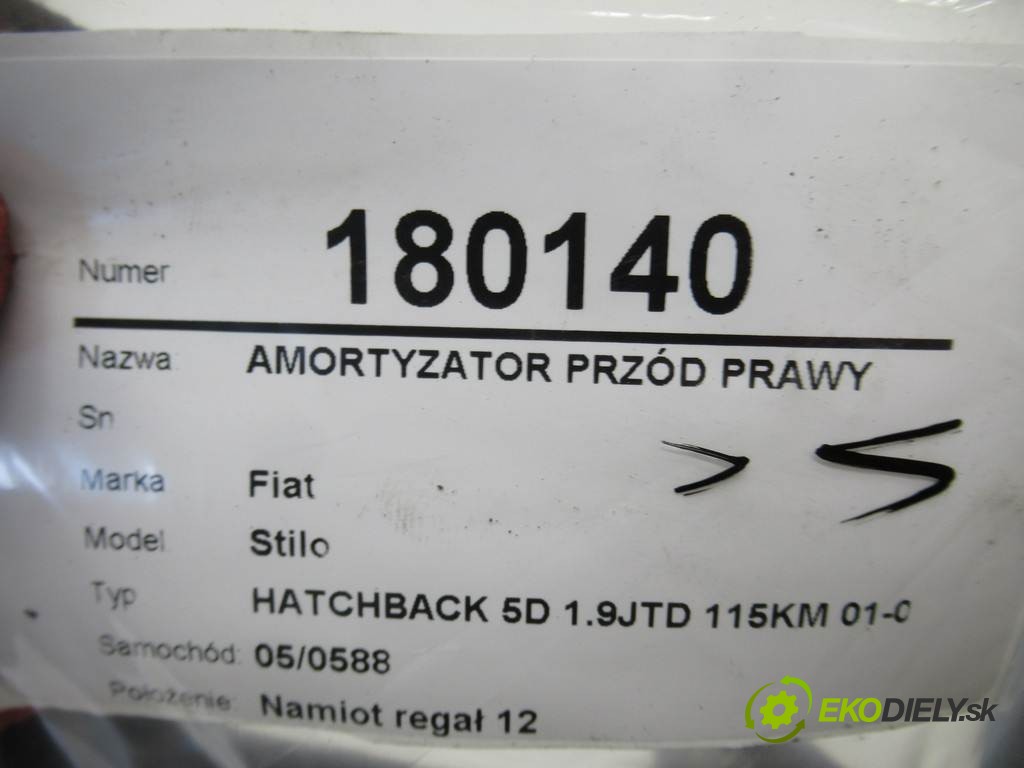 Numer 180140
Nazwa AMORTYZATOR PRZÓD PRAWY
Sn
Marka Fiat
Model Stilo
Typ HATCHBACK 5D 1.9JTD 115KM 01-0
Samochód: 05/0588
Położenie: Namiot regał 12
EKODIELY.sk